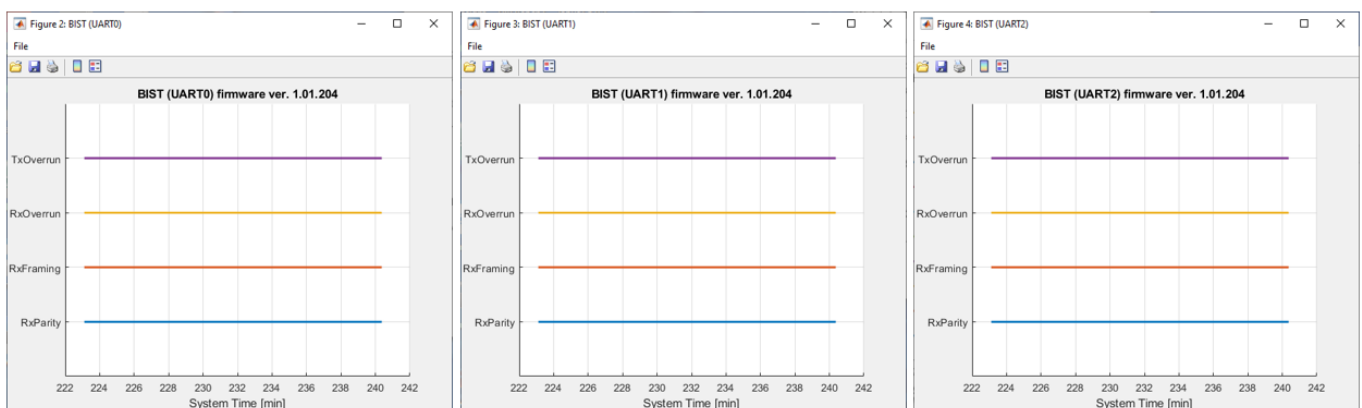 Figure 2: BIST (UART0)
File
BIST (UART0) firmware ver. 1.01.204
TxOverrun
RxOverrun
RxFraming
RxParity
222 224 226 228 230 232 234 236 238 240 242
System Time [min]
Figure 3: BIST (UART1)
File
BIST (UART1) firmware ver. 1.01.204
TxOverrun
RxOverrun
RxFraming
RxParity
222 224 226 228 230 232 234 236 238 240 242
System Time [min]
Figure 4: BIST (UART2)
File
BIST (UART2) firmware ver. 1.01.204
TxOverrun
RxOverrun
RxFraming
RxParity
222 224 226 228 230 232 234 236 238 240 242
System Time [min]